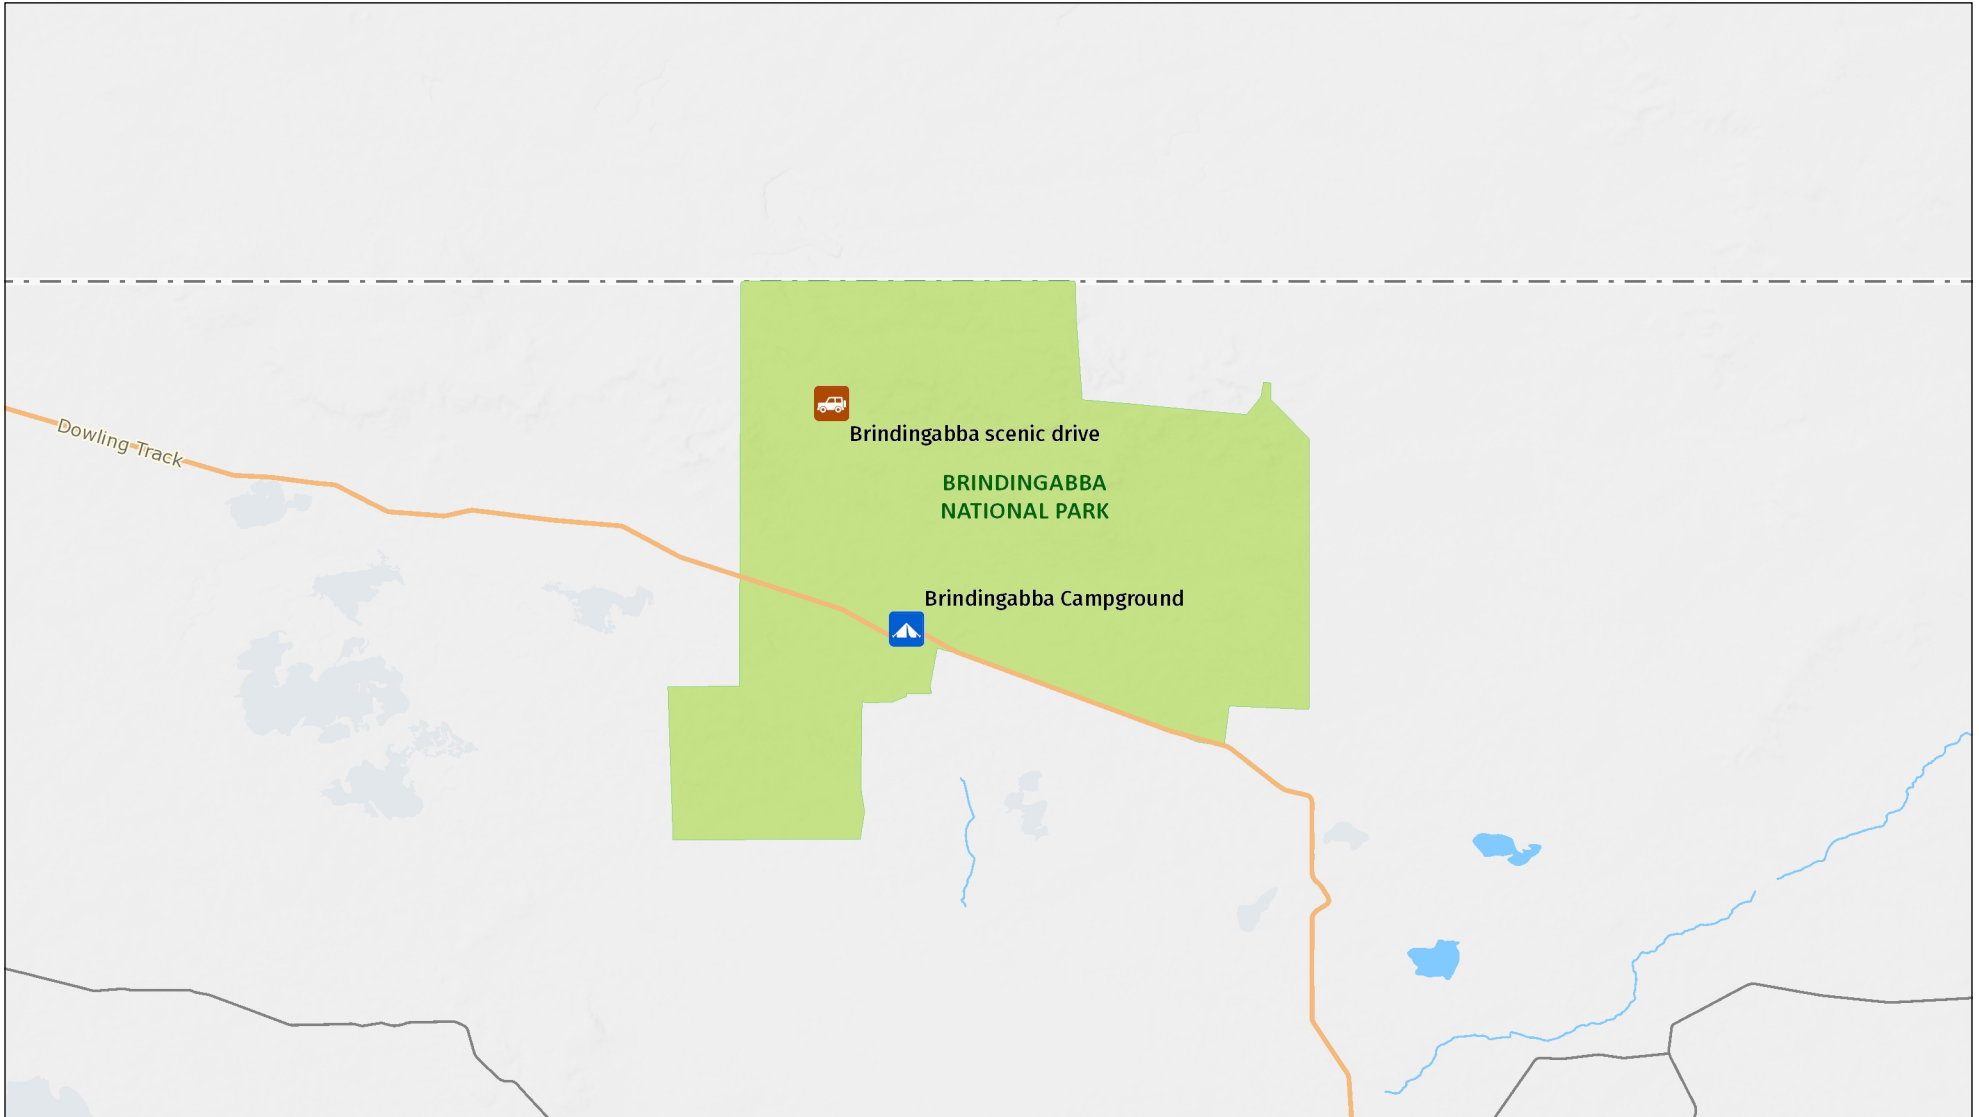 Dowling Track
Brindingabba scenic drive
BRINDINGABBA
NATIONAL PARK
Brindingabba Campground